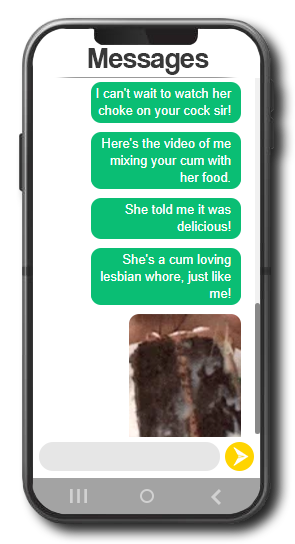 Messages
I can't wait to watch her
choke on your cock sir!
Here's the video of me
mixing your cum with
her food.
She told me it was
delicious!
She's a cum loving
lesbian whore, just like
me!